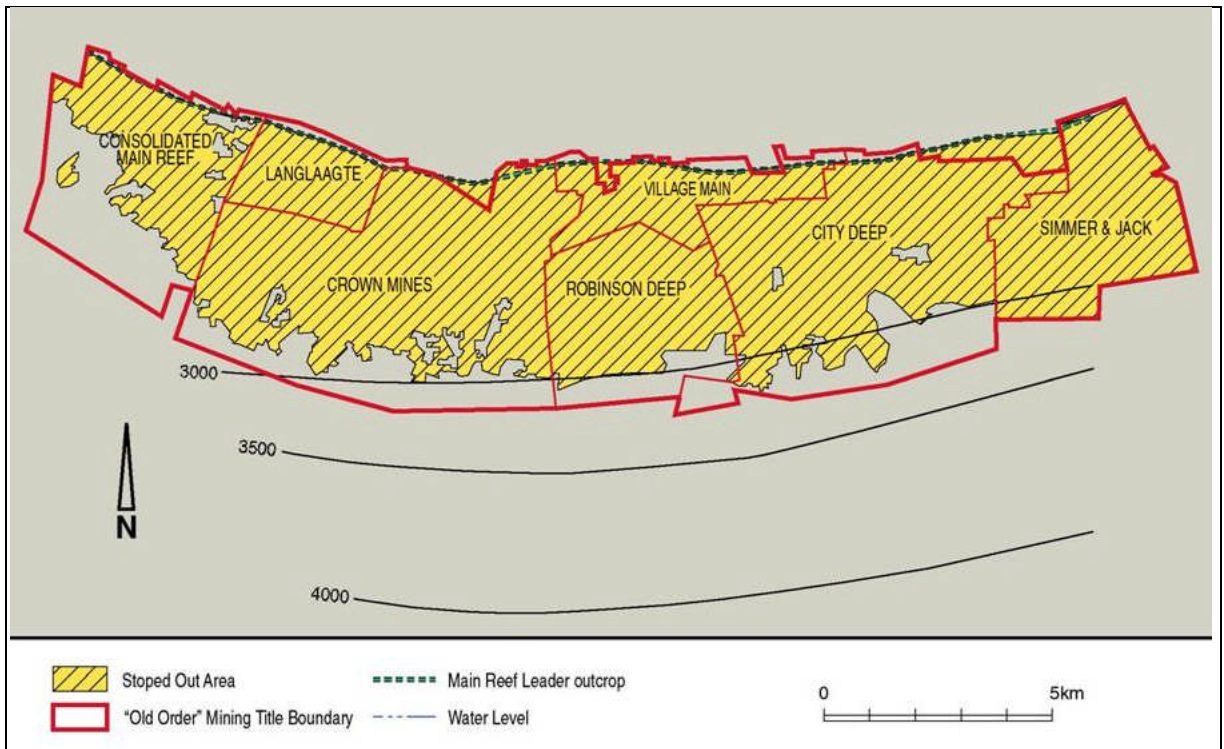 CONSOLIDATED
MAIN REEF
LANGLAAGTE
VILLAGE MAIN
CITY DEEP
SIMMER & JACK
CROWN MINES
ROBINSON DEEP
3000
3500
N
4000
Stoped Out Area
Main Reef Leader outcrop
0
5km
"Old Order" Mining Title Boundary
Water Level